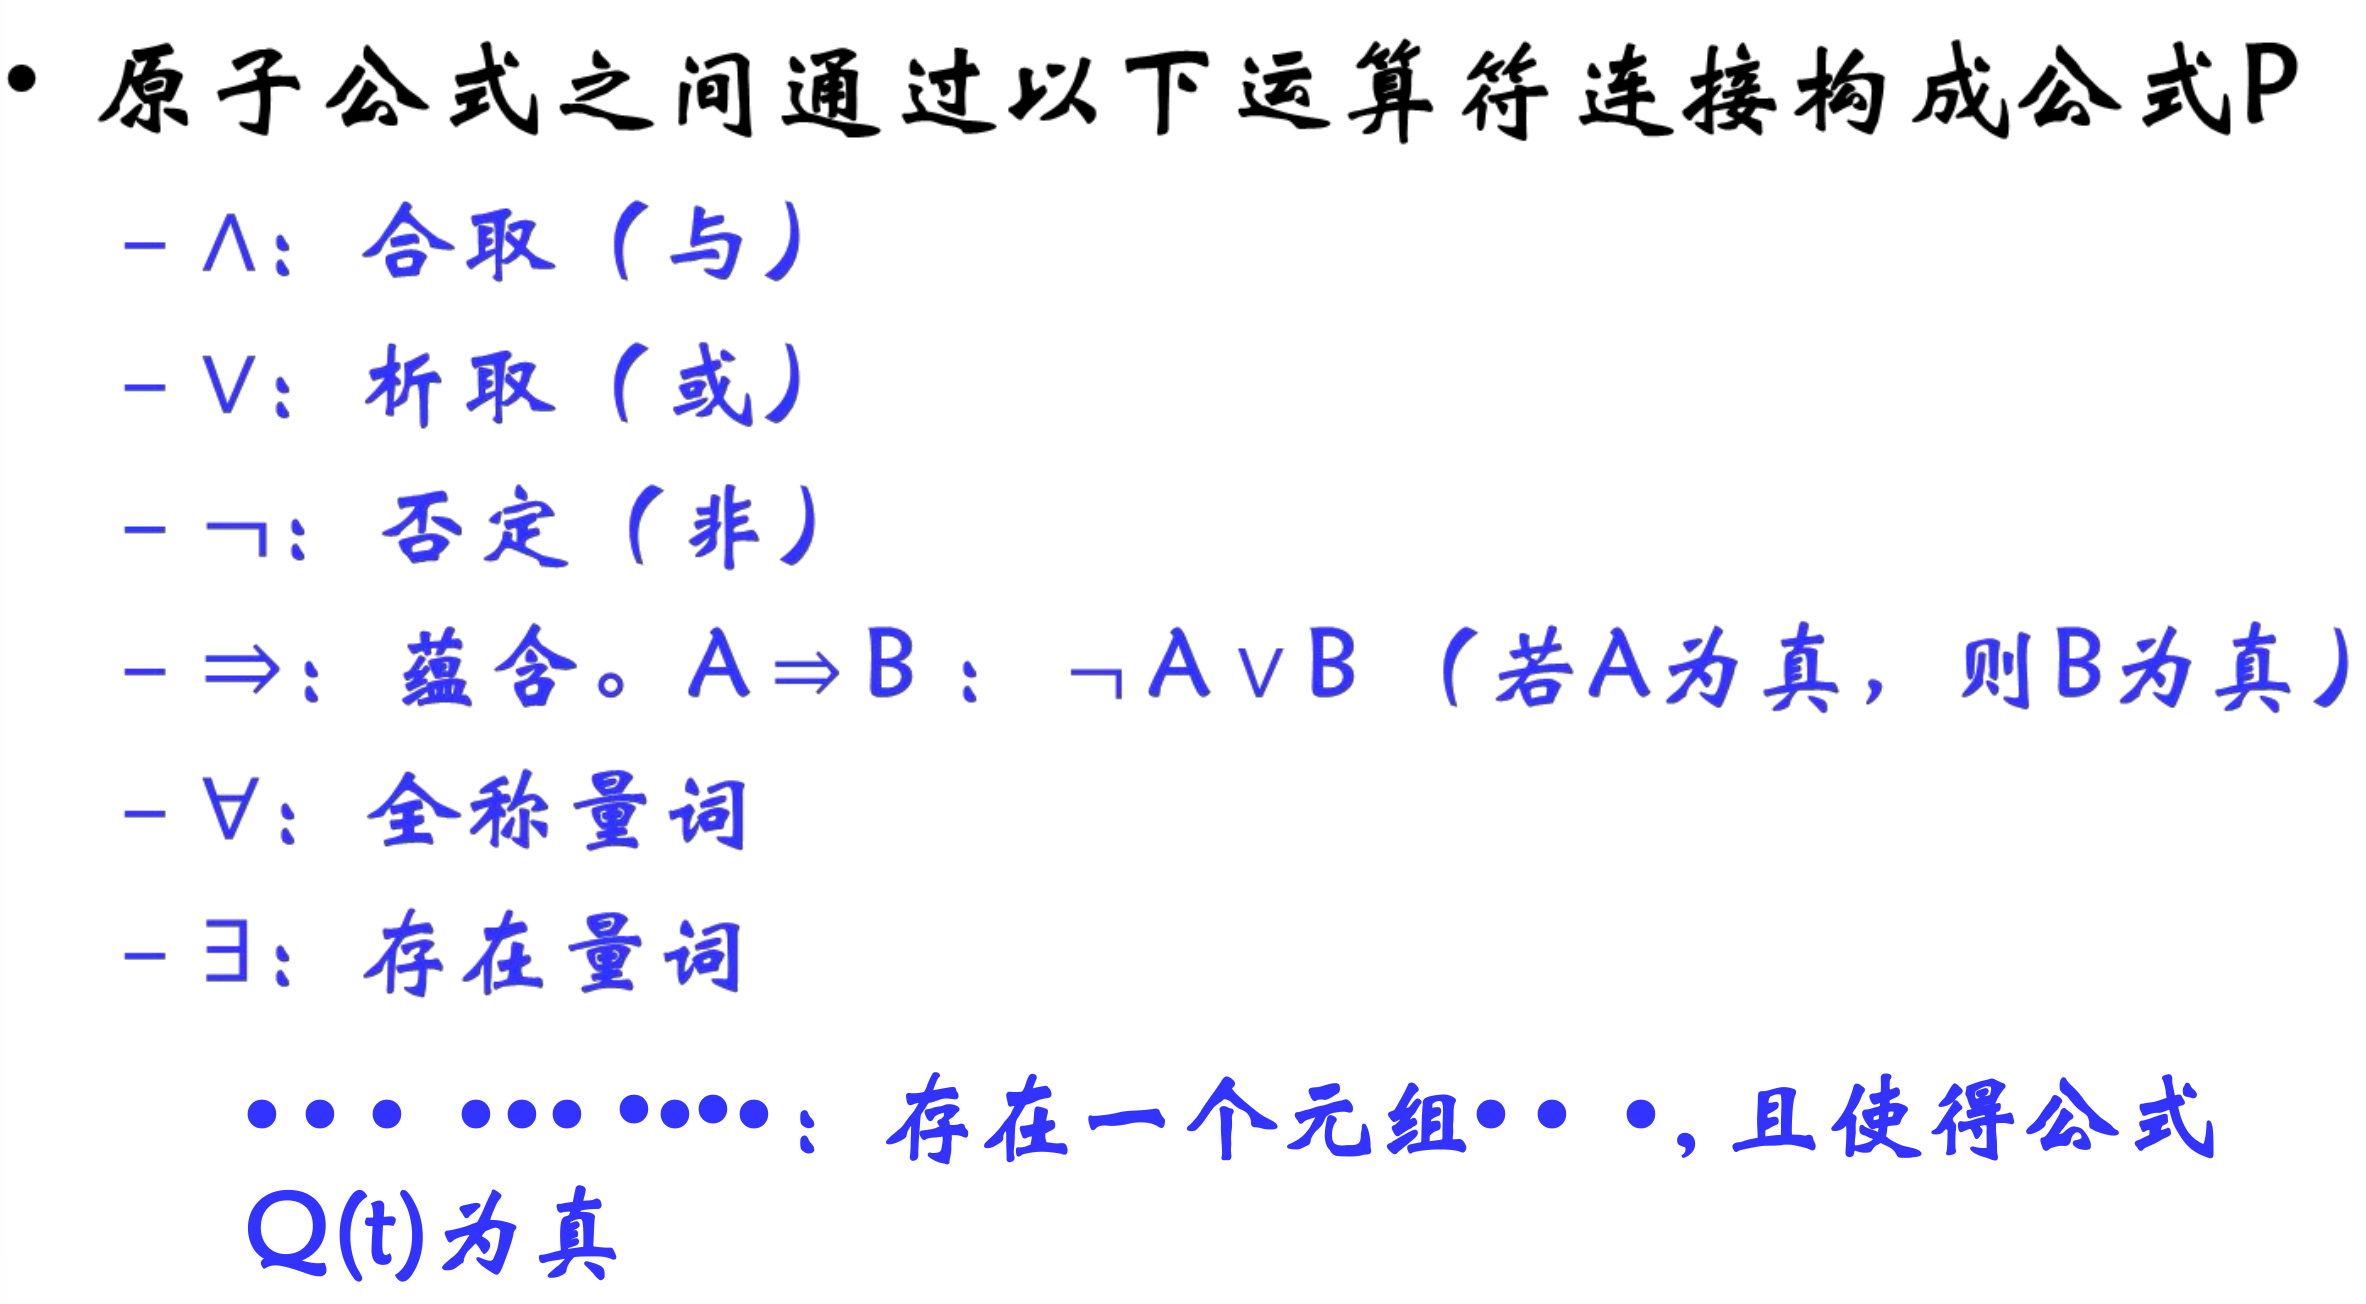 • 原子公式之间通过以下运算符连接构成公式P
– ∧：合取（与）
– ∨：析取（或）
– ¬：否定（非）
– ⇒：蕴含。A⇒B：¬A∨B（若A为真，则B为真）
– ∀：全称量词
– ∃：存在量词
••• ••• ••••：存在一个元组•• •，且使得公式
Q(t)为真